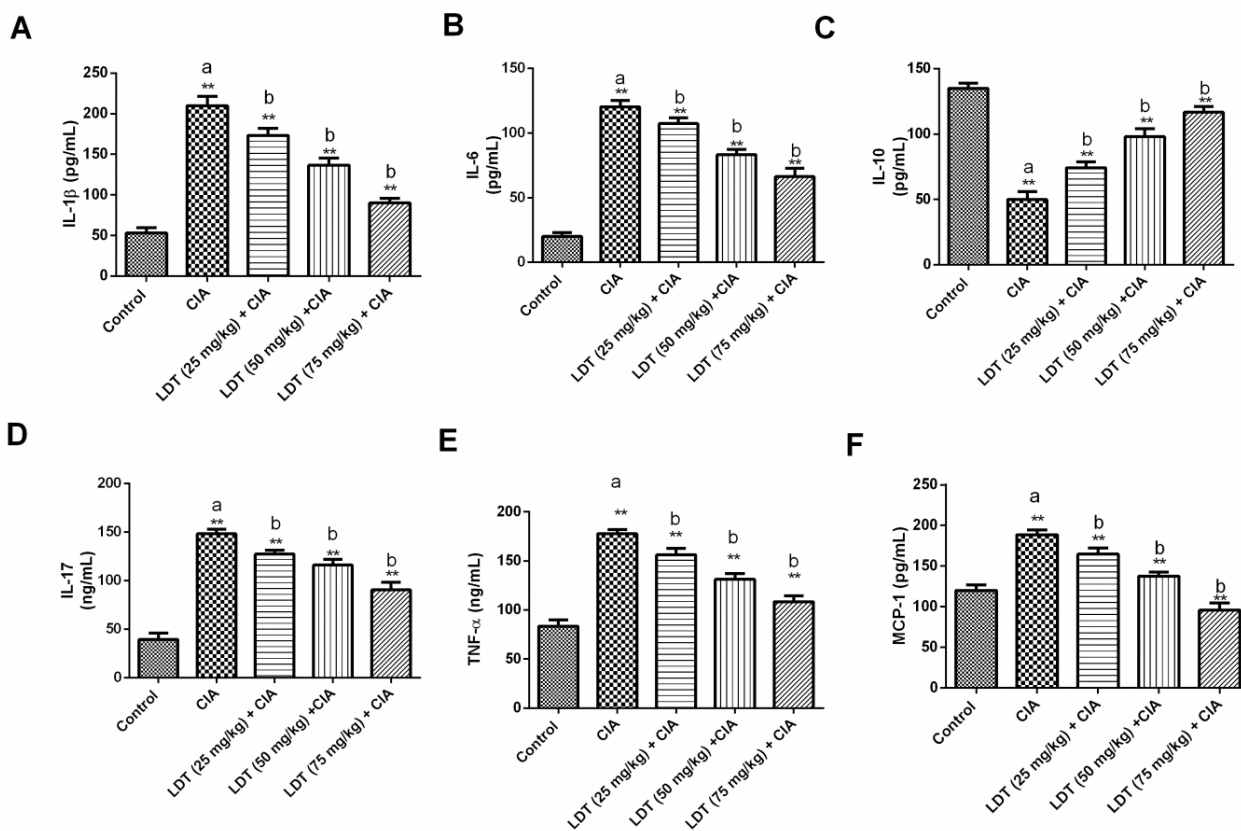 A
IL-1β (pg/mL)
250
200
150
100
50
0
a
**
b
**
b
**
b
**
Control
CIA
LDT (25 mg/kg) + CIA
LDT (50 mg/kg) +CIA
LDT (75 mg/kg) + CIA
B
IL-6
(pg/mL)
150
100
50
0
a
**
b
**
b
**
b
**
Control
CIA
LDT (25 mg/kg) + CIA
LDT (50 mg/kg) +CIA
LDT (75 mg/kg) + CIA
C
IL-10
(pg/mL)
150
100
50
0
a
**
b
**
b
**
b
**
Control
CIA
LDT (25 mg/kg) + CIA
LDT (50 mg/kg) +CIA
LDT (75 mg/kg) + CIA
D
IL-17
(ng/mL)
200
150
100
50
0
a
**
b
**
b
**
b
**
Control
CIA
LDT (25 mg/kg) + CIA
LDT (50 mg/kg) +CIA
LDT (75 mg/kg) + CIA
E
TNF-α (ng/mL)
200
150
100
50
0
a
**
b
**
b
**
b
**
Control
CIA
LDT (25 mg/kg) + CIA
LDT (50 mg/kg) +CIA
LDT (75 mg/kg) + CIA
F
MCP-1 (pg/mL)
250
200
150
100
50
0
a
**
b
**
b
**
b
**
Control
CIA
LDT (25 mg/kg) + CIA
LDT (50 mg/kg) +CIA
LDT (75 mg/kg) + CIA